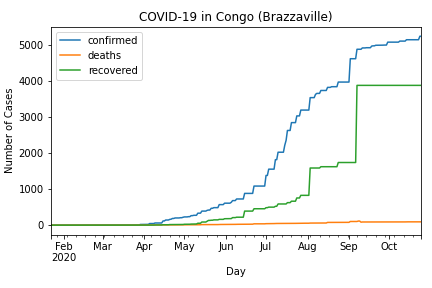 COVID-19 in Congo (Brazzaville)
confirmed
deaths
recovered
Number of Cases
5000
4000
3000
2000
1000
0
Feb Mar Apr May Jun Jul Aug Sep Oct
2020
Day